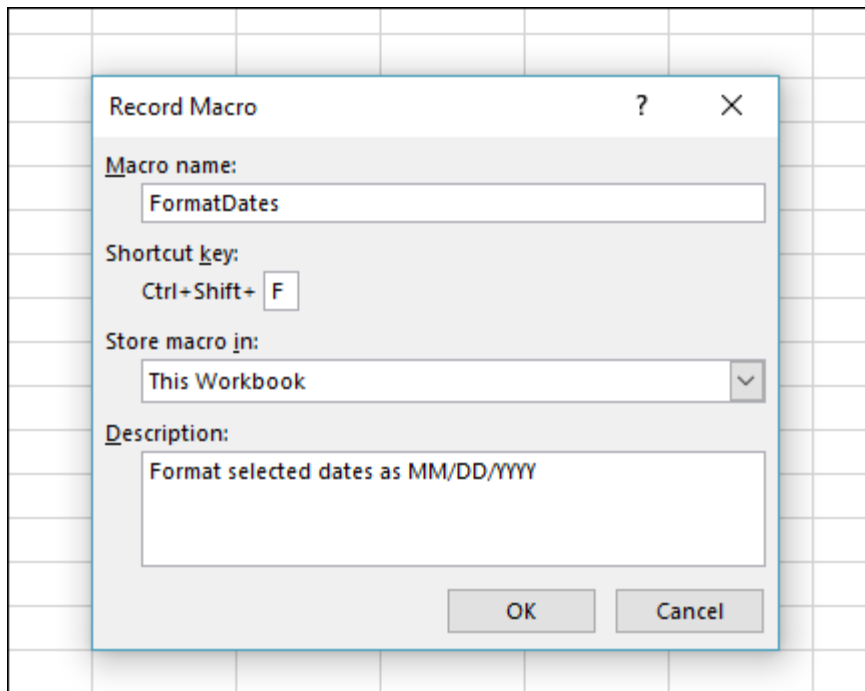 Record Macro ?
Macro name:
FormatDates
Shortcut key:
Ctrl+Shift+ F
Store macro in:
This Workbook
Description:
Format selected dates as MM/DD/YYYY
OK Cancel